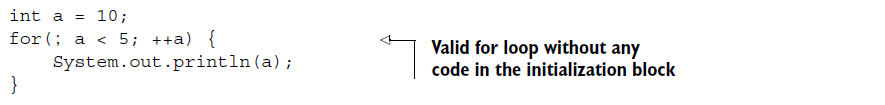 int a = 10;
for(; a < 5; ++a) {
    System.out.println(a);
}
Valid for loop without any
code in the initialization block